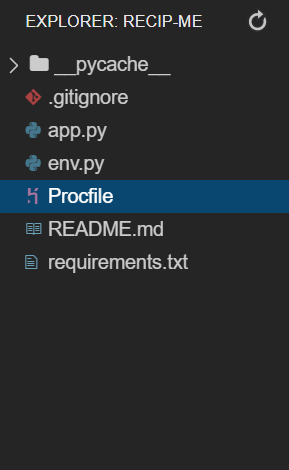 EXPLORER: RECIP-ME
__pycache__
.gitignore
app.py
env.py
Procfile
README.md
requirements.txt